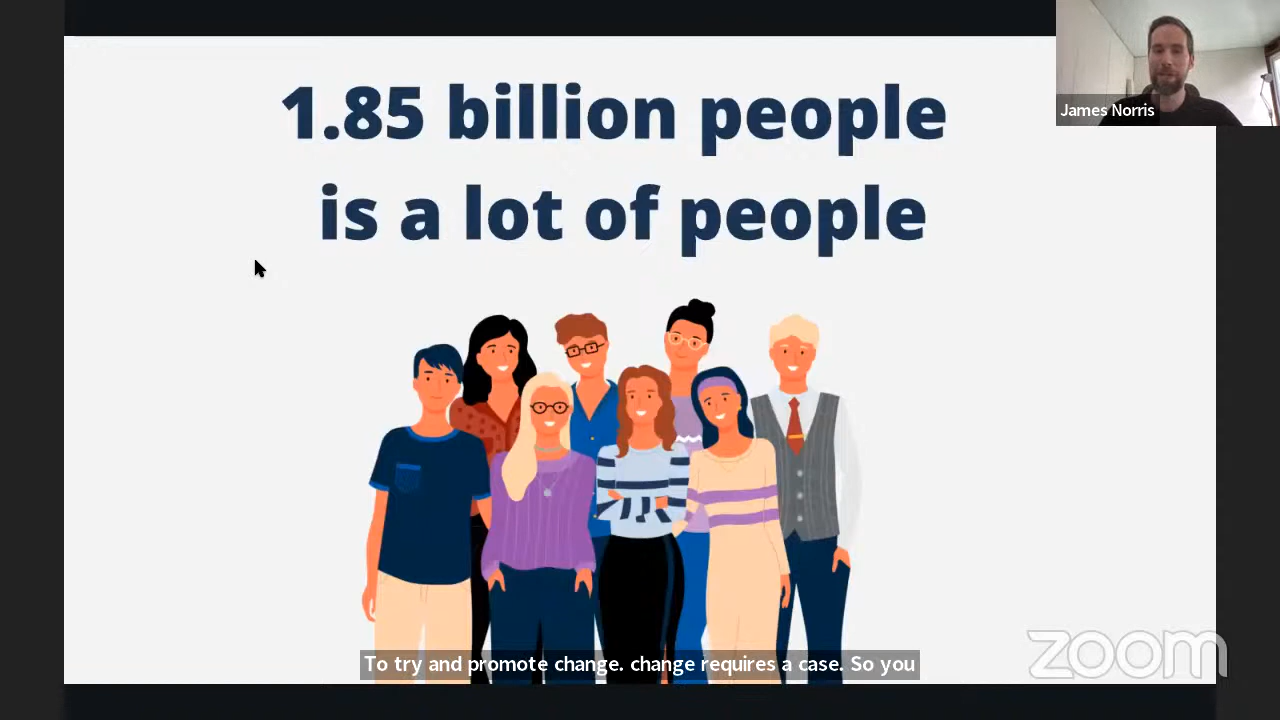 1.85 billion people
is a lot of people
James Norris
To try and promote change. change requires a case. So you
zoom